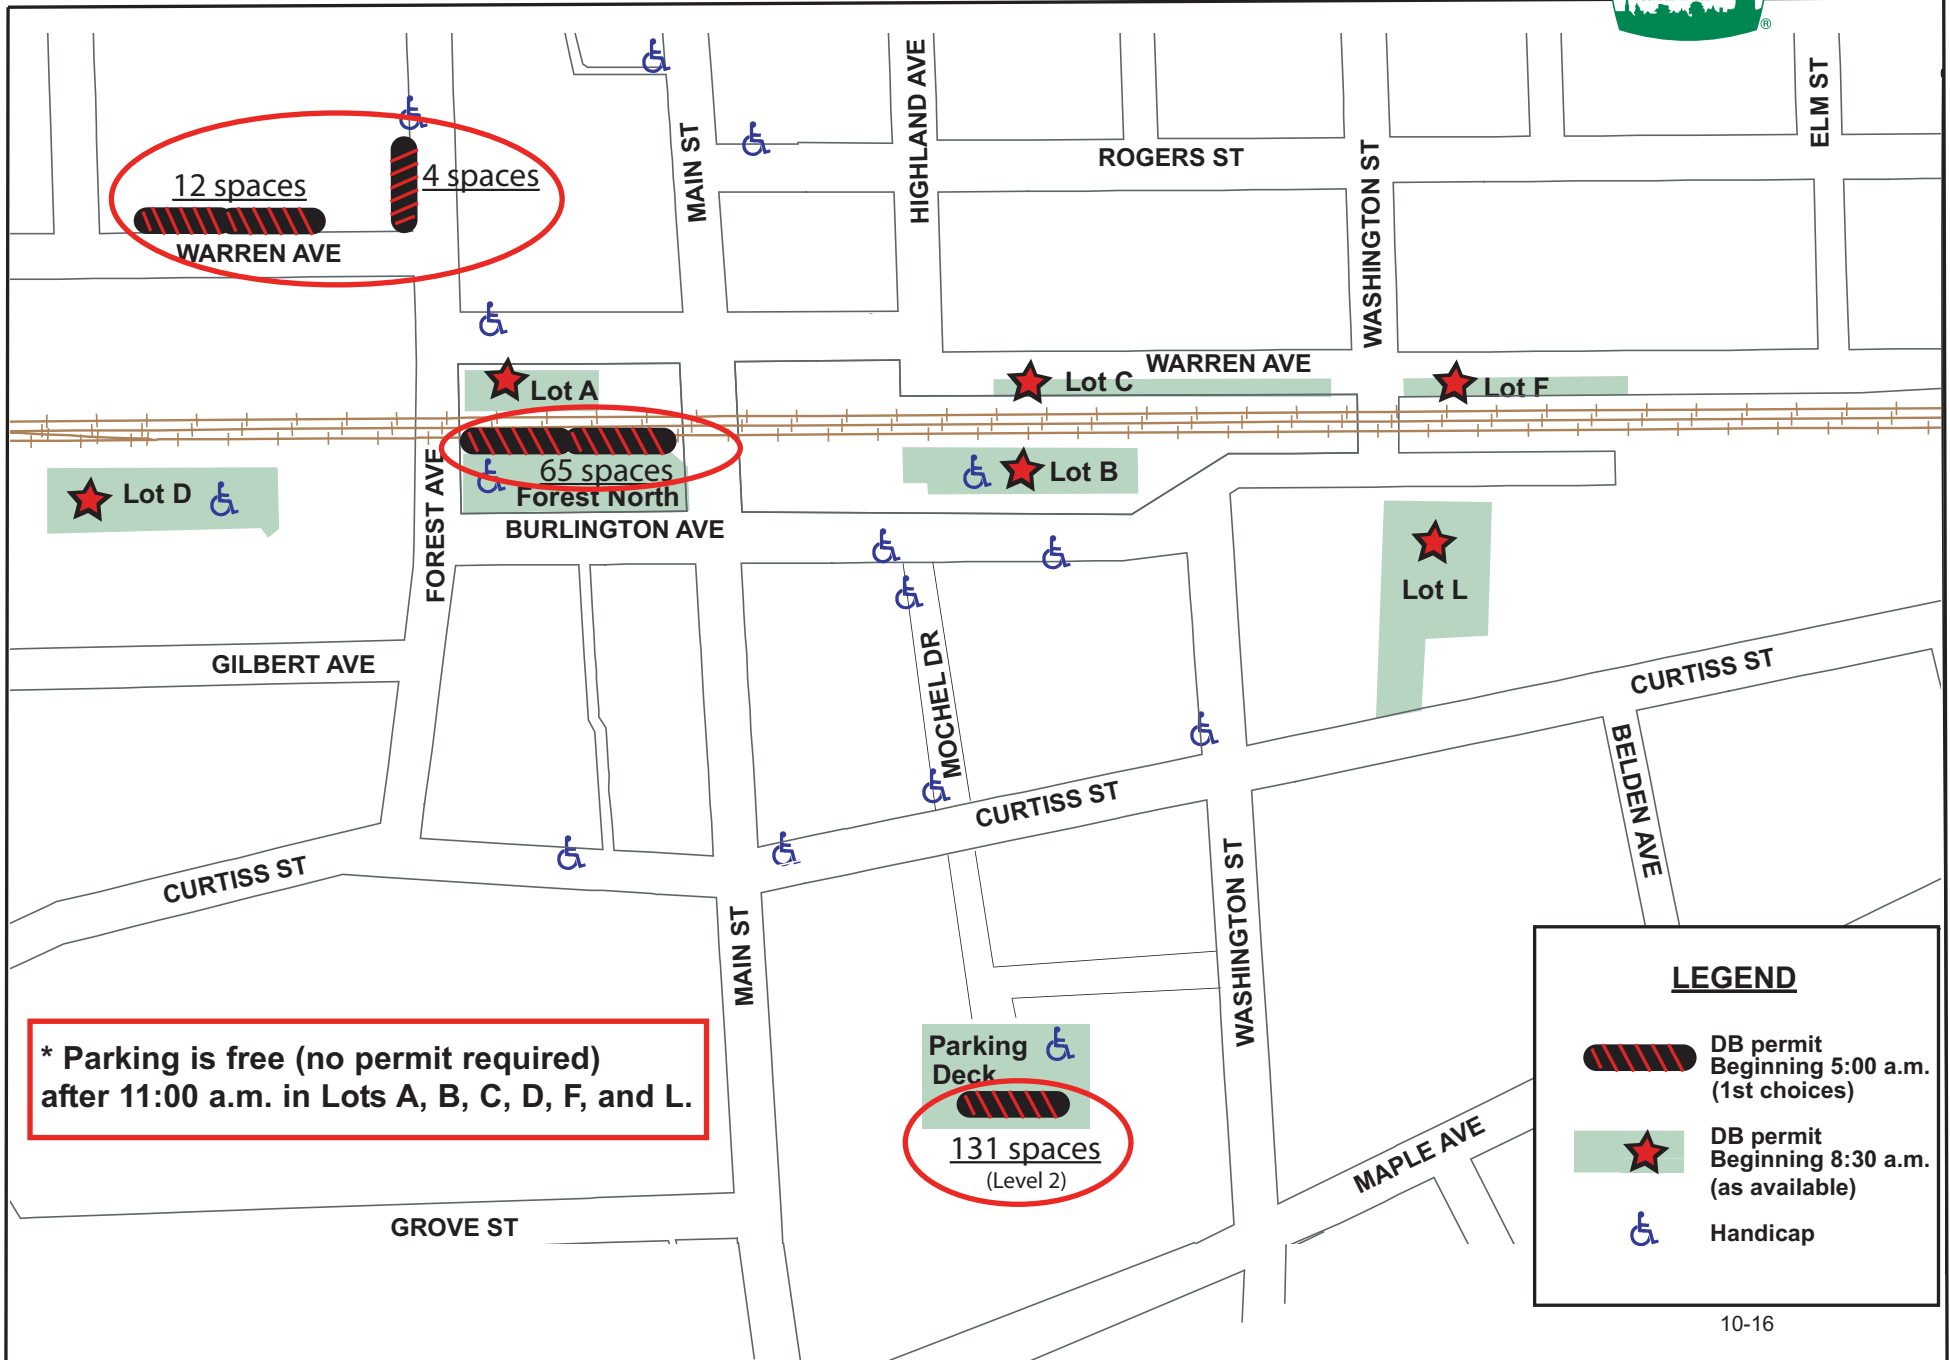 ®
HIGHLAND AVE
MAIN ST
ELM ST
ROGERS ST
WASHINGTON ST
12 spaces
4 spaces
WARREN AVE
WARREN AVE
Lot A
Lot C
Lot F
65 spaces
Forest North
Lot B
Lot D
FOREST AVE
BURLINGTON AVE
Lot L
GILBERT AVE
MOCHEL DR
CURTISS ST
BELDEN AVE
CURTISS ST
CURTISS ST
WASHINGTON ST
MAIN ST
LEGEND
DB permit
Beginning 5:00 a.m.
(1st choices)
DB permit
Beginning 8:30 a.m.
(as available)
Handicap
* Parking is free (no permit required)
after 11:00 a.m. in Lots A, B, C, D, F, and L.
Parking
Deck
131 spaces
(Level 2)
MAPLE AVE
GROVE ST
10-16